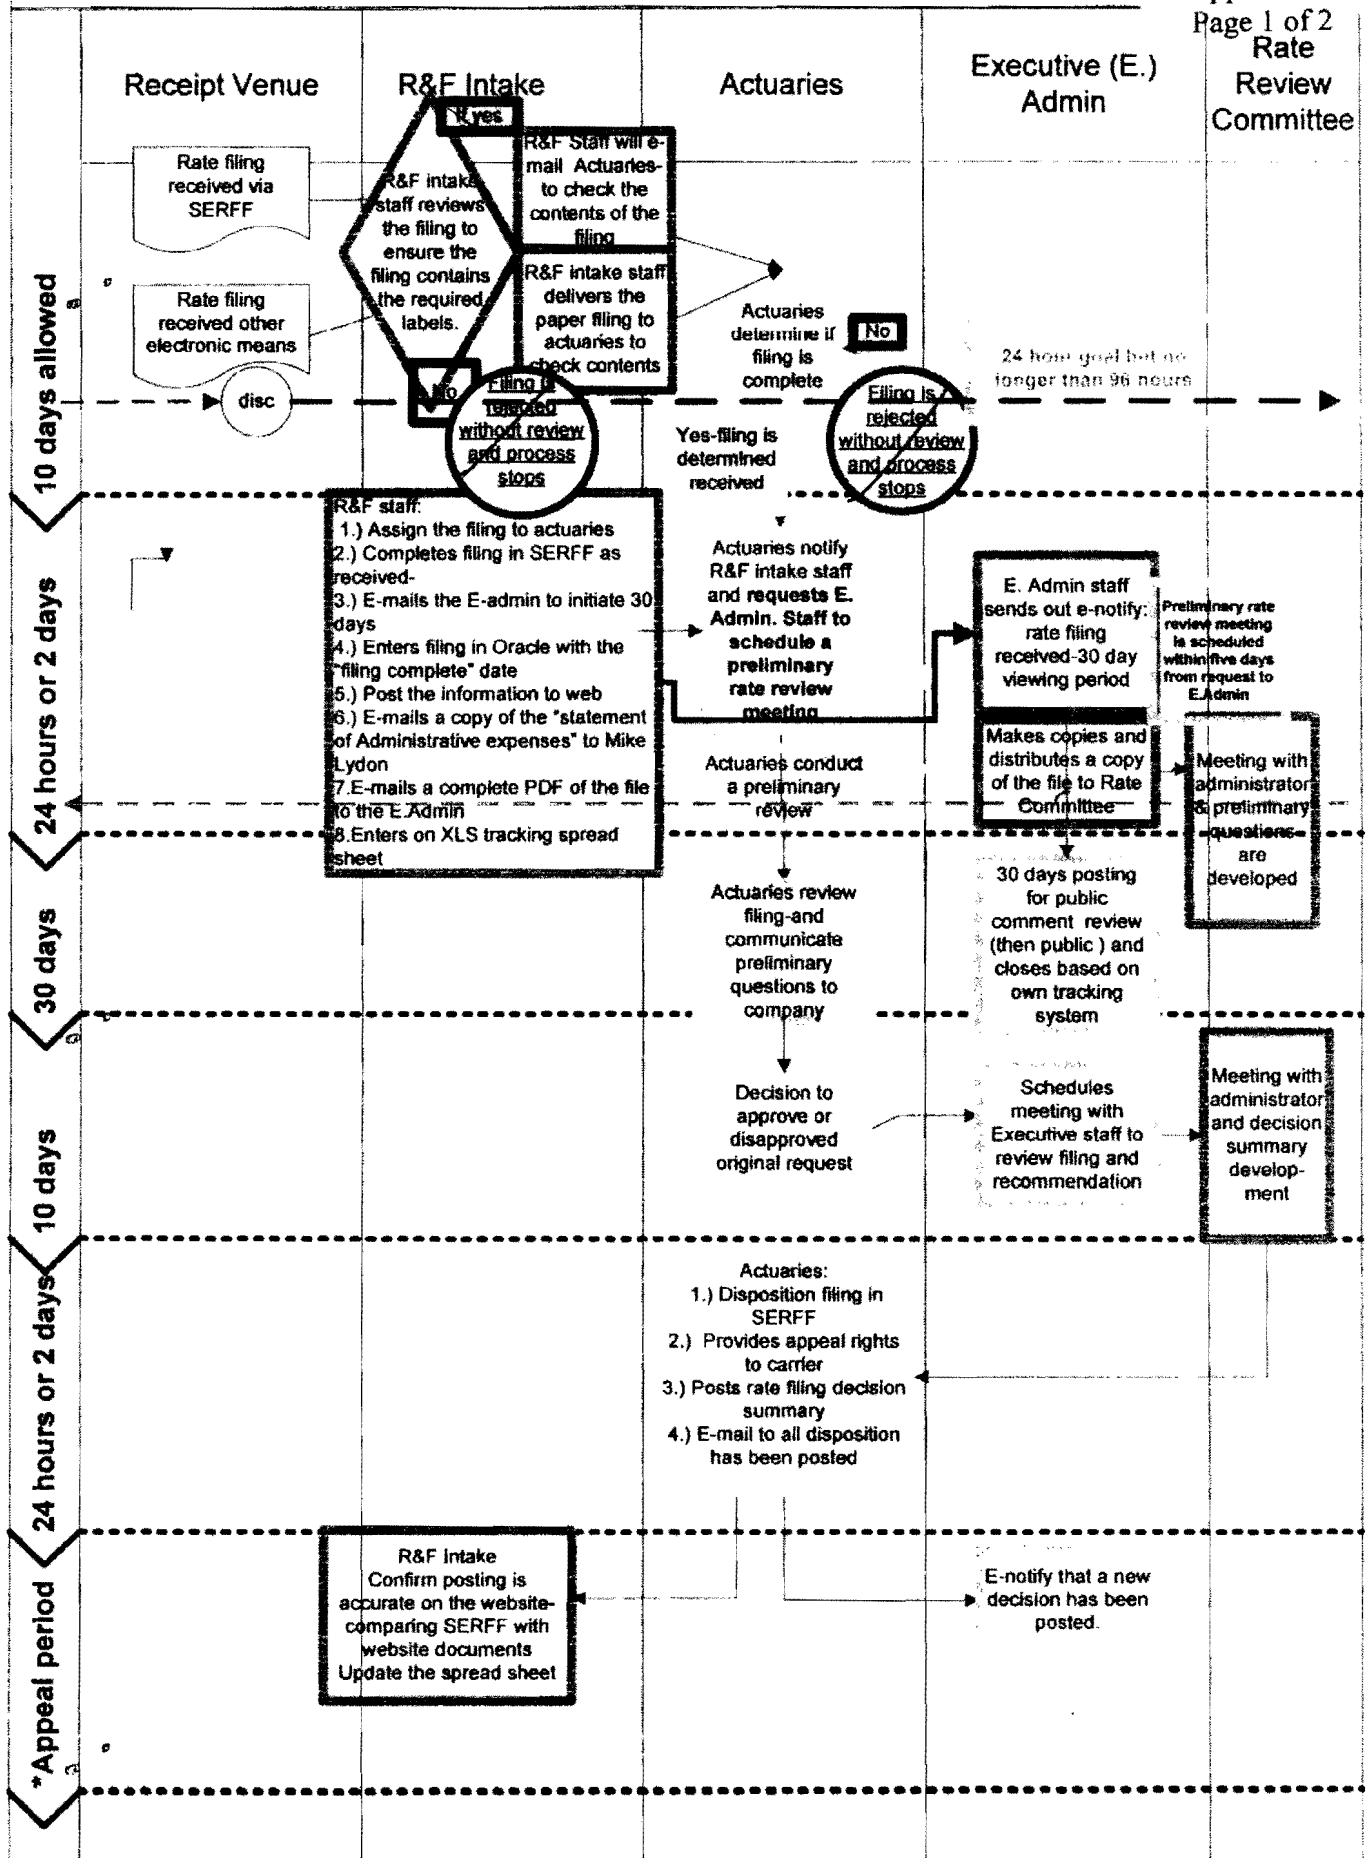 Page 1 of 2
Receipt Venue
R&F Intake
Actuaries
Executive (E.)
Admin
Rate
Review
Committee
10 days allowed
Rate filing
received via
SERFF
Rate filing
received other
electronic means
disc
If yes
R&F intake
staff reviews
the filing to
ensure the
filing contains
the required
labels.
No
R&F Staff will e-
mail Actuaries-
to check the
contents of the
filing
R&F intake staff
delivers the
paper filing to
actuaries to
check contents
Filing is
rejected
without review
and process
stops
Actuaries
determine if
filing is
complete
No
Filing is
rejected
without review
and process
stops
24 hour goal but no
longer than 96 hours
Yes-filing is
determined
received
24 hours or 2 days
R&F staff:
1.) Assign the filing to actuaries
2.) Completes filing in SERFF as
received-
3.) E-mails the E-admin to initiate 30
days
4.) Enters filing in Oracle with the
"filing complete" date
5.) Post the information to web
6.) E-mails a copy of the "statement
of Administrative expenses" to Mike
Lydon
7.E-mails a complete PDF of the file
to the E.Admin
8.Enters on XLS tracking spread
sheet
Actuaries notify
R&F intake staff
and requests E.
Admin. Staff to
schedule a
preliminary
rate review
meeting
Actuaries conduct
a preliminary
review
E. Admin staff
sends out e-notify:
rate filing
received-30 day
viewing period
Makes copies and
distributes a copy
of the file to Rate
Committee
Preliminary rate
review meeting
is scheduled
within five days
from request to
E.Admin
Meeting with
administrator
& preliminary
questions
are
developed
30 days
Actuaries review
filing-and
communicate
preliminary
questions to
company
30 days posting
for public
comment review
(then public ) and
closes based on
own tracking
system
10 days
Decision to
approve or
disapproved
original request
Schedules
meeting with
Executive staff to
review filing and
recommendation
Meeting with
administrator
and decision
summary
develop-
ment
24 hours or 2 days
Actuaries:
1.) Disposition filing in
SERFF
2.) Provides appeal rights
to carrier
3.) Posts rate filing decision
summary
4.) E-mail to all disposition
has been posted
*Appeal period
R&F Intake
Confirm posting is
accurate on the website-
comparing SERFF with
website documents
Update the spread sheet
E-notify that a new
decision has been
posted.